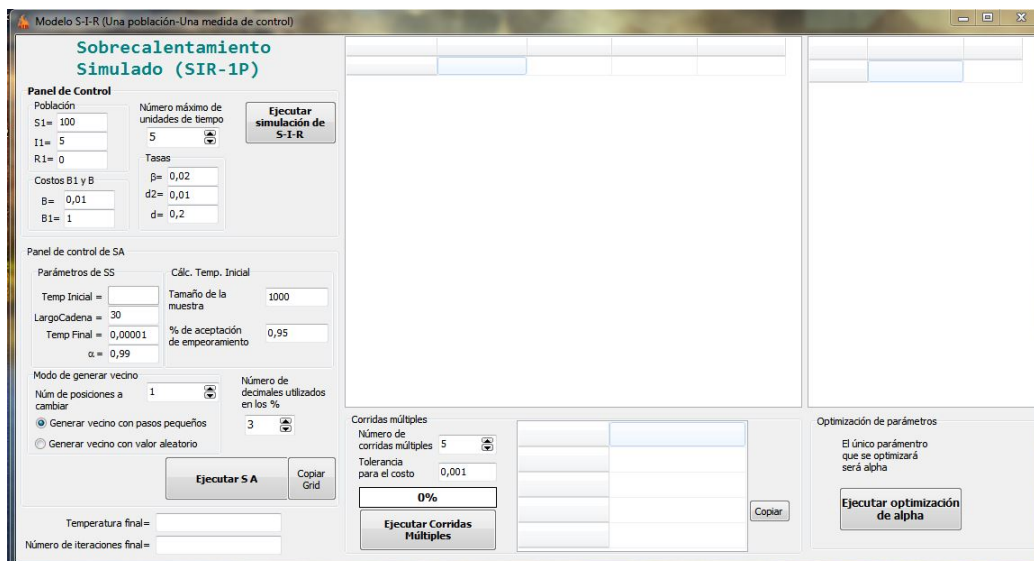 Modelo S-I-R (Una población-Una medida de control)
Sobrecalentamiento
Simulado (SIR-1P)
Panel de Control
Población
S1= 100
I1= 5
R1= 0
Número máximo de
unidades de tiempo
5
Ejecutar
simulación de
S-I-R
Costos B1 y B
B= 0,01
B1= 1
Tasas
β= 0,02
d2= 0,01
d= 0,2
Panel de control de SA
Parámetros de SS
Temp Inicial =
LargoCadena = 30
Temp Final = 0,00001
α = 0,99
Cálc. Temp. Inicial
Tamaño de la
muestra
1000
% de aceptación
de empeoramiento
0,95
Modo de generar vecino
Núm de posiciones a
cambiar
1
Generar vecino con pasos pequeños
Generar vecino con valor aleatorio
Número de
decimales utilizados
en los %
3
Ejecutar S A
Copiar
Grid
Temperatura final=
Número de iteraciones final=
Corridas múltiples
Número de
corridas múltiples
5
Tolerancia
para el costo
0,001
0%
Ejecutar Corridas
Múltiples
Copiar
Optimización de parámetros
El único parámentro
que se optimizará
será alpha
Ejecutar optimización
de alpha